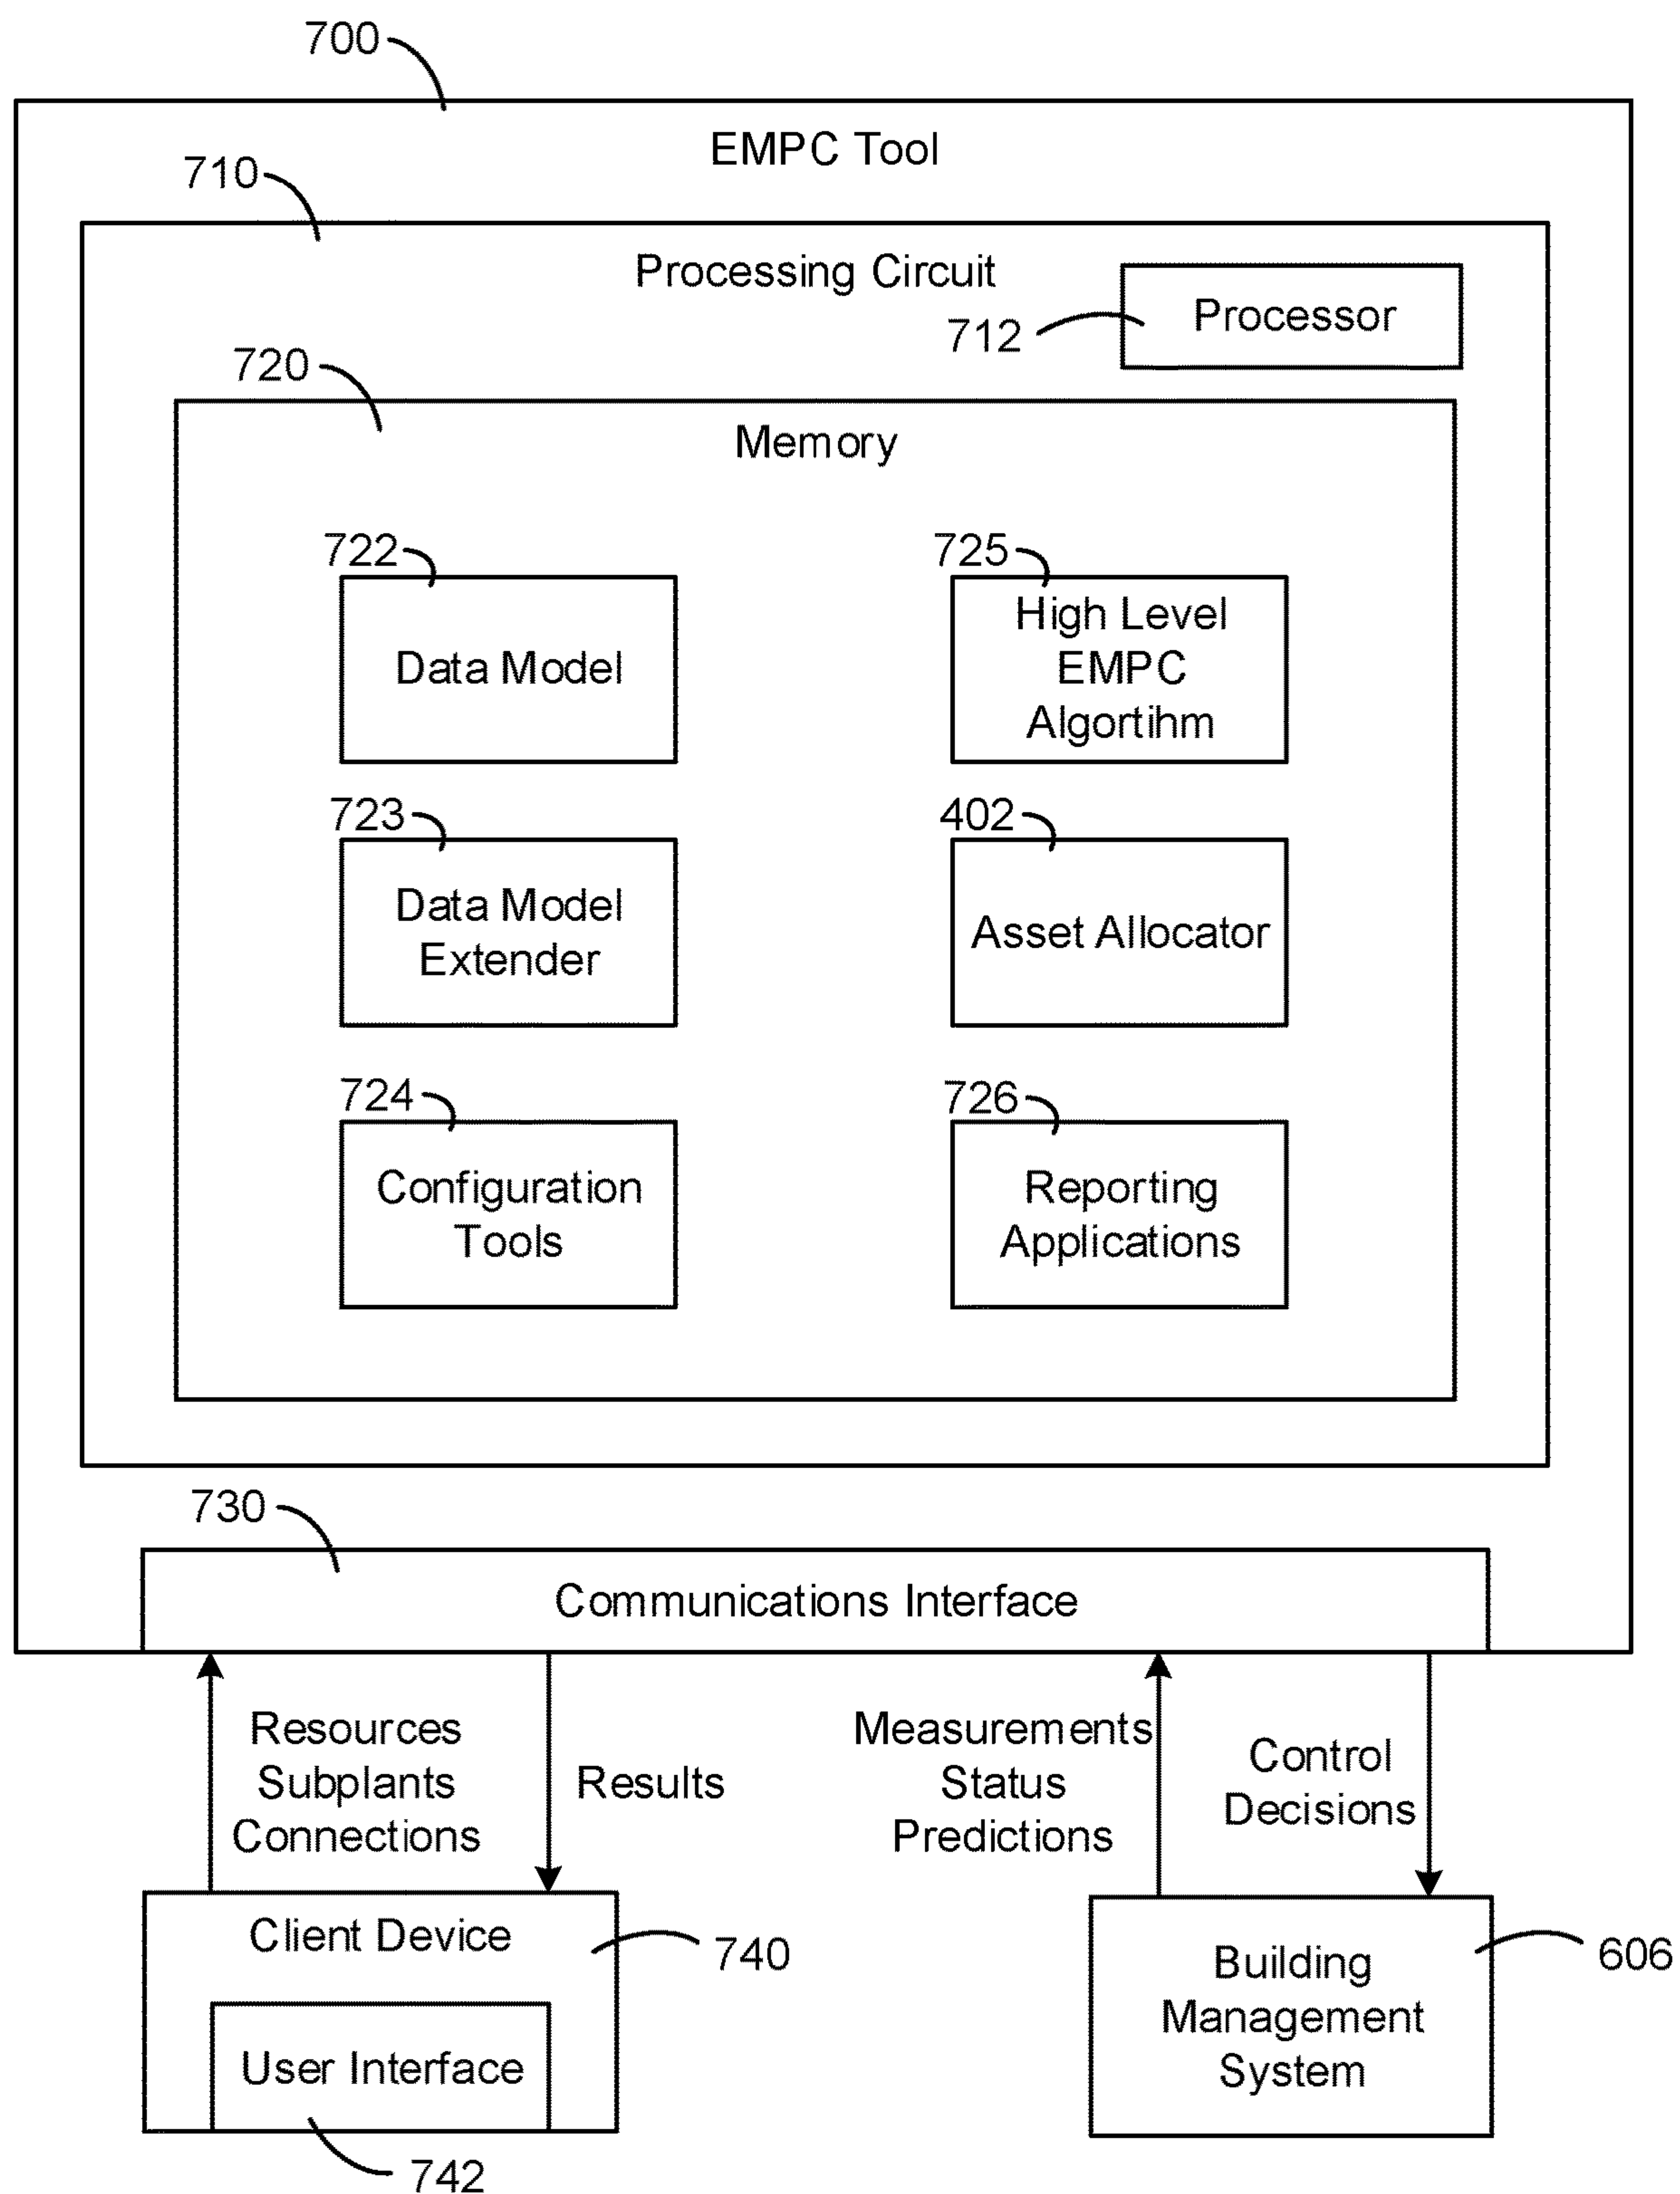 700
EMPC Tool
710
Processing Circuit
Processor
712
720
Memory
722
725
Data Model
High Level
EMPC
Algortihm
723
402
Data Model
Extender
Asset Allocator
724
726
Configuration
Tools
Reporting
Applications
730
Communications Interface
Resources
Subplants
Connections
Results
Measurements
Status
Predictions
Control
Decisions
Client Device
740
User Interface
742
Building
Management
System
606